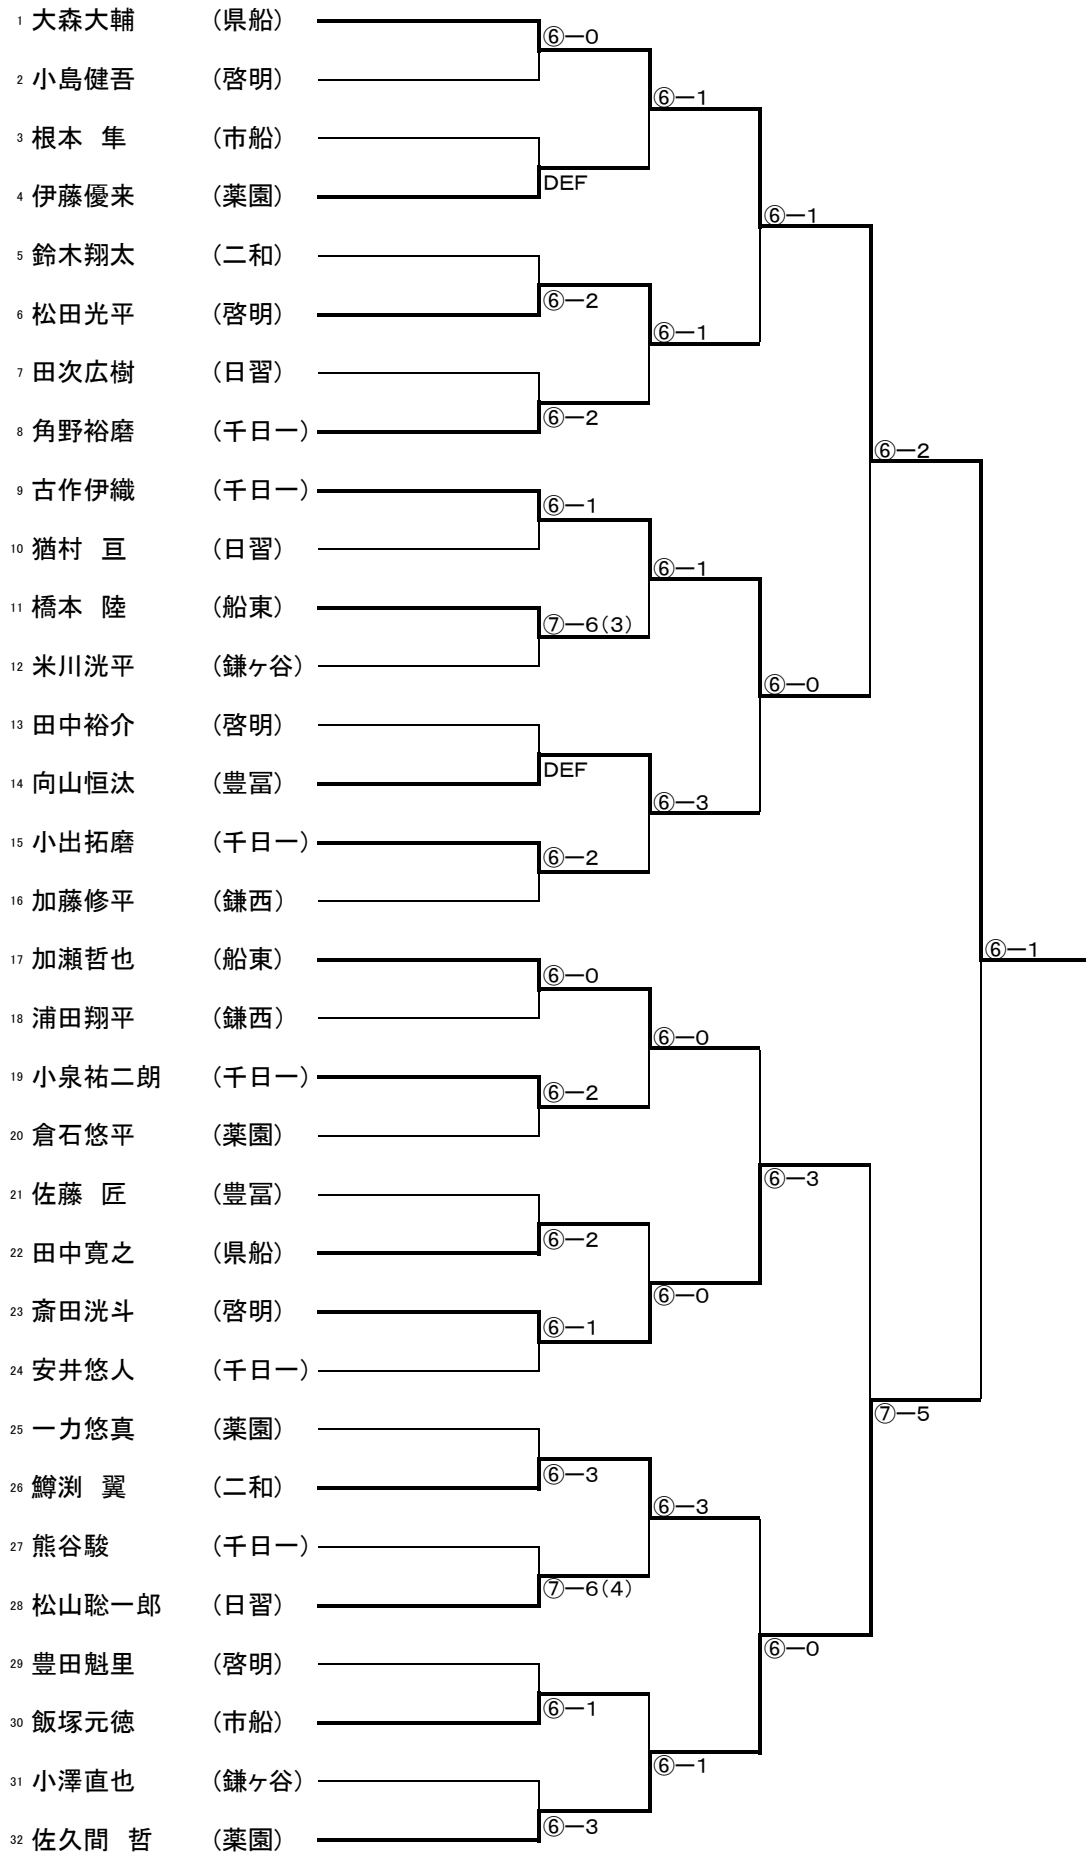 1 大森大輔 （県船）
⑥ー0
2 小島健吾 （啓明）
⑥ー1
3 根本 隼 （市船）
DEF
4 伊藤優来 （薬園）
⑥ー1
5 鈴木翔太 （二和）
⑥ー2
6 松田光平 （啓明）
⑥ー1
7 田次広樹 （日習）
⑥ー2
8 角野裕磨 （千日一）
⑥ー2
9 古作伊織 （千日一）
⑥ー1
10 猶村 亘 （日習）
⑥ー1
11 橋本 陸 （船東）
⑦ー6（3）
12 米川洸平 （鎌ヶ谷）
⑥ー0
13 田中裕介 （啓明）
DEF
14 向山恒汰 （豊冨）
⑥ー3
15 小出拓磨 （千日一）
⑥ー2
16 加藤修平 （鎌西）
⑥ー1
17 加瀬哲也 （船東）
⑥ー0
18 浦田翔平 （鎌西）
⑥ー0
19 小泉祐二朗 （千日一）
⑥ー2
20 倉石悠平 （薬園）
⑥ー3
21 佐藤 匠 （豊冨）
⑥ー2
22 田中寛之 （県船）
⑥ー0
23 斎田洸斗 （啓明）
⑥ー1
24 安井悠人 （千日一）
⑦ー5
25 一力悠真 （薬園）
⑥ー3
26 鱒渕 翼 （二和）
⑥ー3
27 熊谷駿 （千日一）
⑦ー6（4）
28 松山聡一郎 （日習）
⑥ー0
29 豊田魁里 （啓明）
⑥ー1
30 飯塚元徳 （市船）
⑥ー1
31 小澤直也 （鎌ヶ谷）
⑥ー3
32 佐久間 哲 （薬園）